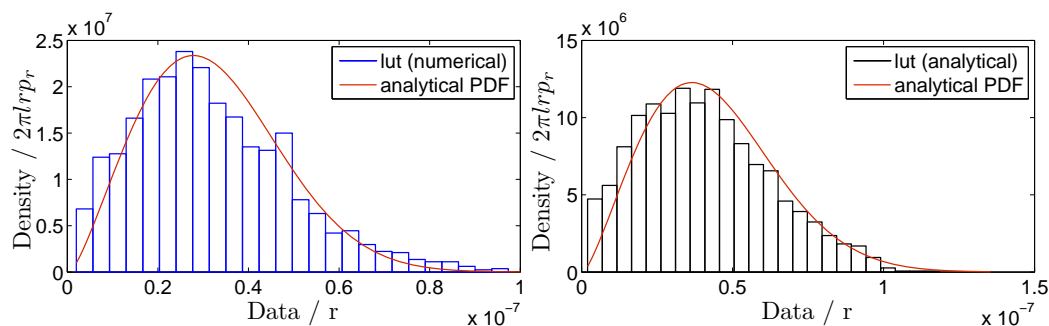 x 10^7
2.5
2
1.5
1
0.5
0
Density / 2πlrp_r
lut (numerical)
analytical PDF
0 0.2 0.4 0.6 0.8 1
x 10^-7
Data / r
x 10^6
15
10
5
0
Density / 2πlrp_r
lut (analytical)
analytical PDF
0 0.5 1 1.5
x 10^-7
Data / r